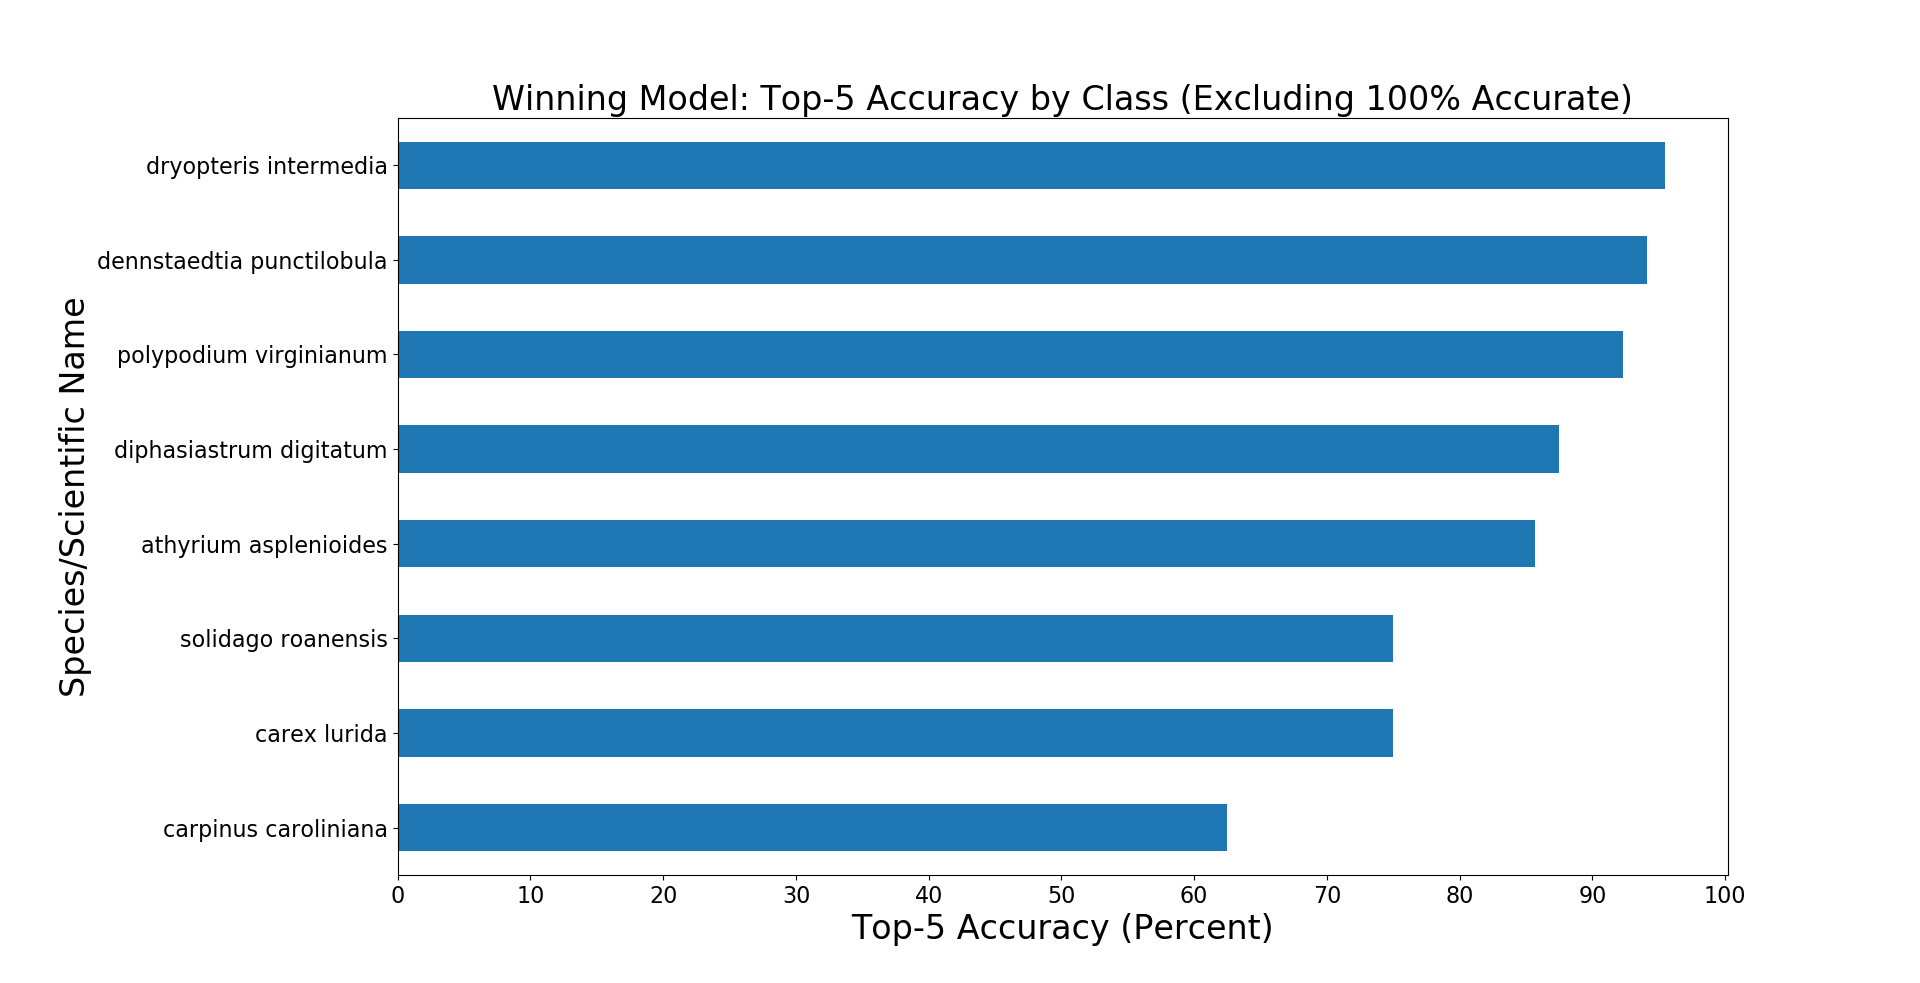 Winning Model: Top-5 Accuracy by Class (Excluding 100% Accurate)
Species/Scientific Name
dryopteris intermedia
dennstaedtia punctilobula
polypodium virginianum
diphasiastrum digitatum
athyrium asplenioides
solidago roanensis
carex lurida
carpinus caroliniana
0 10 20 30 40 50 60 70 80 90 100
Top-5 Accuracy (Percent)